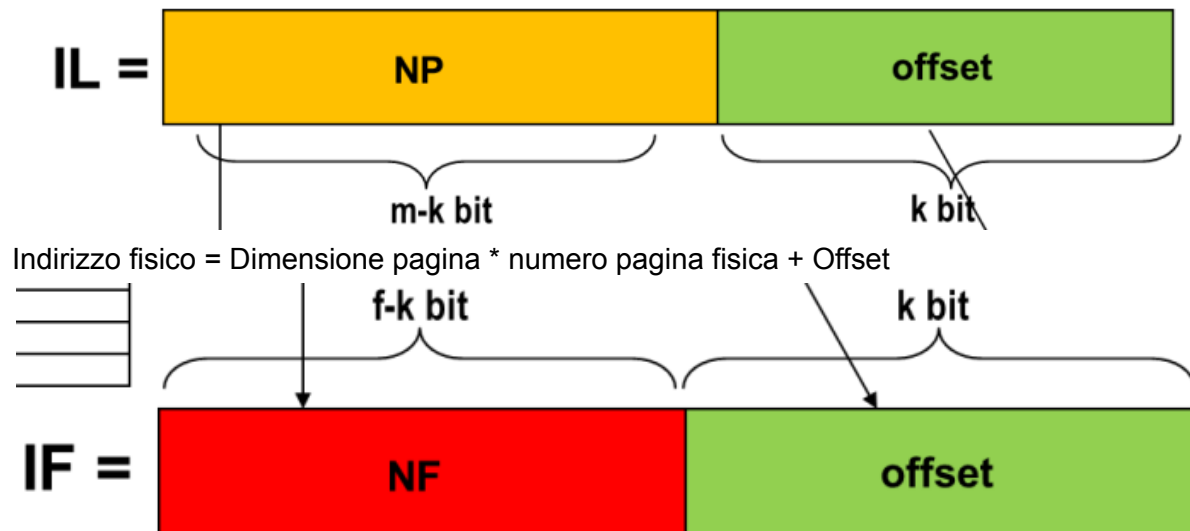 IL = NP offset
m-k bit k bit
Indirizzo fisico = Dimensione pagina * numero pagina fisica + Offset
f-k bit k bit
IF = NF offset